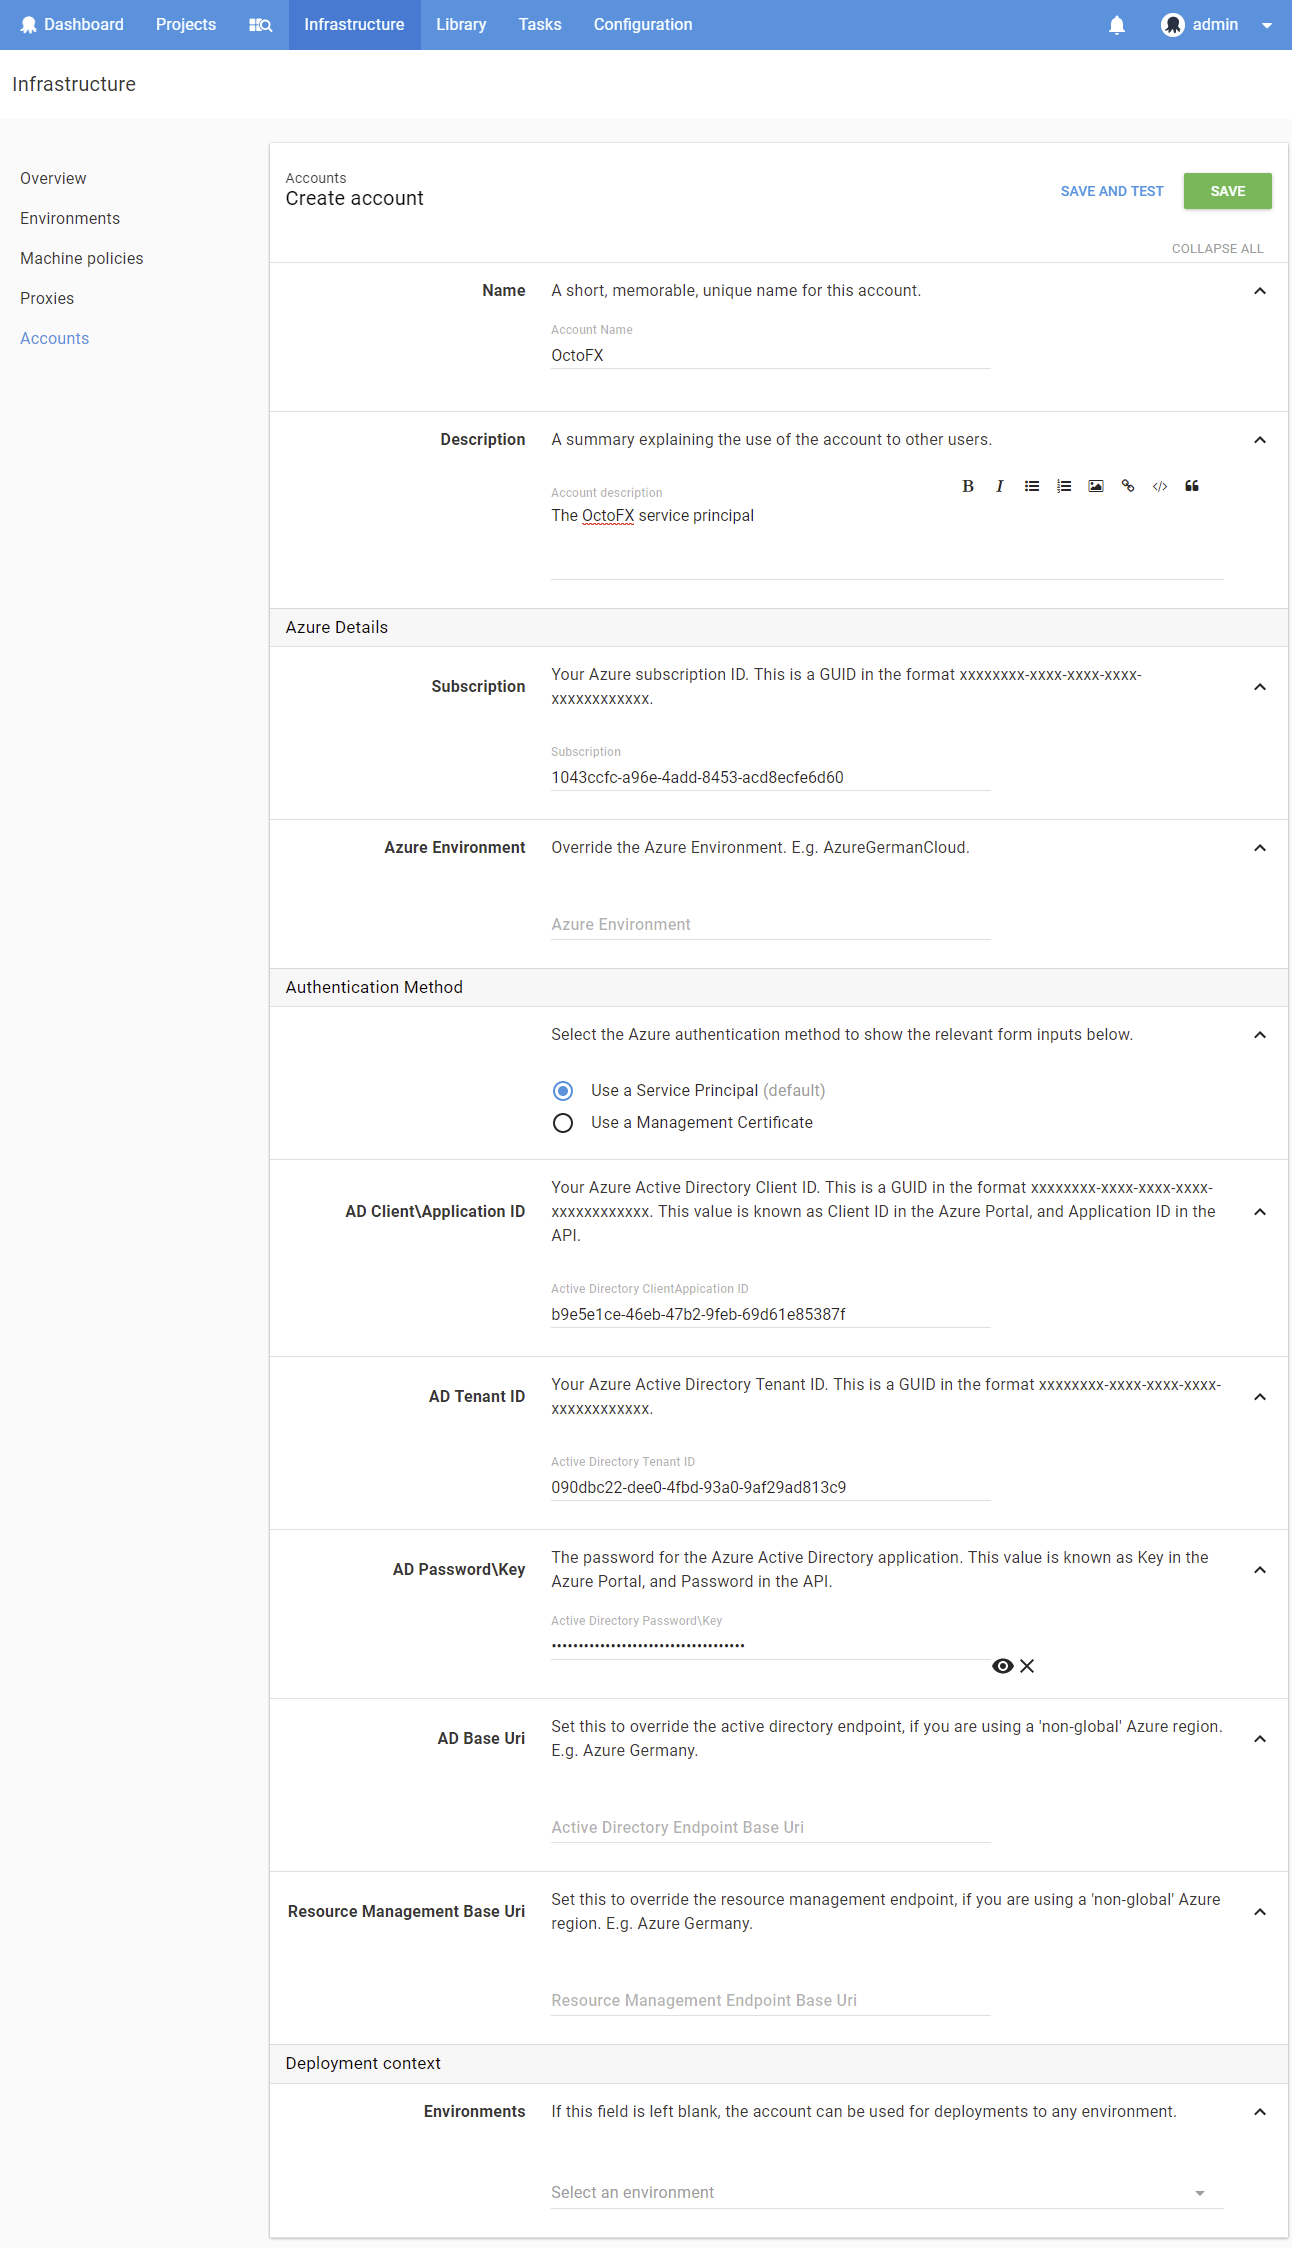 Dashboard Projects Infrastructure Library Tasks Configuration admin
Infrastructure
Overview
Environments
Machine policies
Proxies
Accounts
Accounts
Create account
SAVE AND TEST SAVE
COLLAPSE ALL
Name A short, memorable, unique name for this account.
Account Name
OctoFX
Description A summary explaining the use of the account to other users.
Account description
The OctoFX service principal
Azure Details
Subscription
Your Azure subscription ID. This is a GUID in the format xxxxxxxx-xxxx-xxxx-xxxx-
xxxxxxxxxxxx.
Subscription
1043ccfc-a96e-4add-8453-acd8ecfe6d60
Azure Environment Override the Azure Environment. E.g. AzureGermanCloud.
Azure Environment
Authentication Method
Select the Azure authentication method to show the relevant form inputs below.
Use a Service Principal (default)
Use a Management Certificate
AD Client\Application ID
Your Azure Active Directory Client ID. This is a GUID in the format xxxxxxxx-xxxx-xxxx-xxxx-
xxxxxxxxxxxx. This value is known as Client ID in the Azure Portal, and Application ID in the
API.
Active Directory ClientAppication ID
b9e5e1ce-46eb-47b2-9feb-69d61e85387f
AD Tenant ID
Your Azure Active Directory Tenant ID. This is a GUID in the format xxxxxxxx-xxxx-xxxx-xxxx-
xxxxxxxxxxxx.
Active Directory Tenant ID
090dbc22-dee0-4fbd-93a0-9af29ad813c9
AD Password\Key
The password for the Azure Active Directory application. This value is known as Key in the
Azure Portal, and Password in the API.
Active Directory Password\Key
AD Base Uri
Set this to override the active directory endpoint, if you are using a 'non-global' Azure region.
E.g. Azure Germany.
Active Directory Endpoint Base Uri
Resource Management Base Uri
Set this to override the resource management endpoint, if you are using a 'non-global' Azure
region. E.g. Azure Germany.
Resource Management Endpoint Base Uri
Deployment context
Environments If this field is left blank, the account can be used for deployments to any environment.
Select an environment